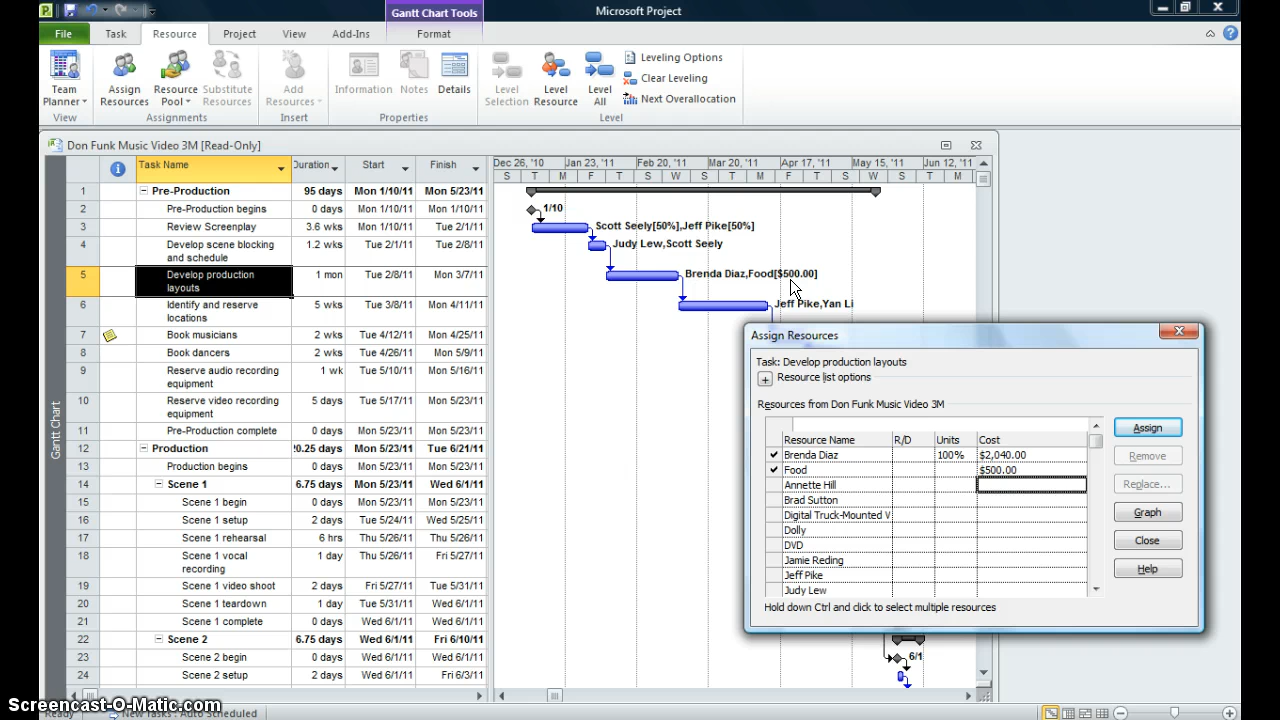 Gantt Chart Tools
Microsoft Project
File Task Resource Project View Add-Ins Format
Team Planner
Assign Resources
Resource Pool
Substitute Resources
Add Resources
Information
Notes
Details
Level Selection
Level Resource
Level All
Leveling Options
Clear Leveling
Next Overallocation
View Assignments Insert Properties Level
Don Funk Music Video 3M [Read-Only]
Task Name Duration Start Finish
Dec 26, '10 Jan 23, '11 Feb 20, '11 Mar 20, '11 Apr 17, '11 May 15, '11 Jun 12, '11
S T M F T S W S T M F T S W S T M
1 Pre-Production 95 days Mon 1/10/11 Mon 5/23/11
2 Pre-Production begins 0 days Mon 1/10/11 Mon 1/10/11
1/10
3 Review Screenplay 3.6 wks Mon 1/10/11 Tue 2/1/11
Scott Seely[50%],Jeff Pike[50%]
4 Develop scene blocking and schedule 1.2 wks Tue 2/1/11 Tue 2/8/11
Judy Lew,Scott Seely
5 Develop production layouts 1 mon Tue 2/8/11 Mon 3/7/11
Brenda Diaz,Food[$500.00]
6 Identify and reserve locations 5 wks Tue 3/8/11 Mon 4/11/11
Jeff Pike,Yan Li
7 Book musicians 2 wks Tue 4/12/11 Mon 4/25/11
8 Book dancers 2 wks Tue 4/26/11 Mon 5/9/11
9 Reserve audio recording equipment 1 wk Tue 5/10/11 Mon 5/16/11
10 Reserve video recording equipment 5 days Tue 5/17/11 Mon 5/23/11
11 Pre-Production complete 0 days Mon 5/23/11 Mon 5/23/11
12 Production !0.25 days Mon 5/23/11 Tue 6/21/11
13 Production begins 0 days Mon 5/23/11 Mon 5/23/11
14 Scene 1 6.75 days Mon 5/23/11 Wed 6/1/11
15 Scene 1 begin 0 days Mon 5/23/11 Mon 5/23/11
16 Scene 1 setup 2 days Tue 5/24/11 Wed 5/25/11
17 Scene 1 rehearsal 6 hrs Thu 5/26/11 Thu 5/26/11
18 Scene 1 vocal recording 1 day Thu 5/26/11 Fri 5/27/11
19 Scene 1 video shoot 2 days Fri 5/27/11 Tue 5/31/11
20 Scene 1 teardown 1 day Tue 5/31/11 Wed 6/1/11
21 Scene 1 complete 0 days Wed 6/1/11 Wed 6/1/11
22 Scene 2 6.75 days Wed 6/1/11 Fri 6/10/11
23 Scene 2 begin 0 days Wed 6/1/11 Wed 6/1/11
6/1
24 Scene 2 setup 2 days Wed 6/1/11 Fri 6/3/11
Gantt Chart
Assign Resources
Task: Develop production layouts
Resource list options
Resources from Don Funk Music Video 3M
Resource Name R/D Units Cost
Brenda Diaz 100% $2,040.00
Food $500.00
Annette Hill
Brad Sutton
Digital Truck-Mounted V
Dolly
DVD
Jamie Reding
Jeff Pike
Judy Lew
Assign
Remove
Replace...
Graph
Close
Help
Hold down Ctrl and click to select multiple resources
Screencast-O-Matic.com
Ready New Tasks : Auto Scheduled